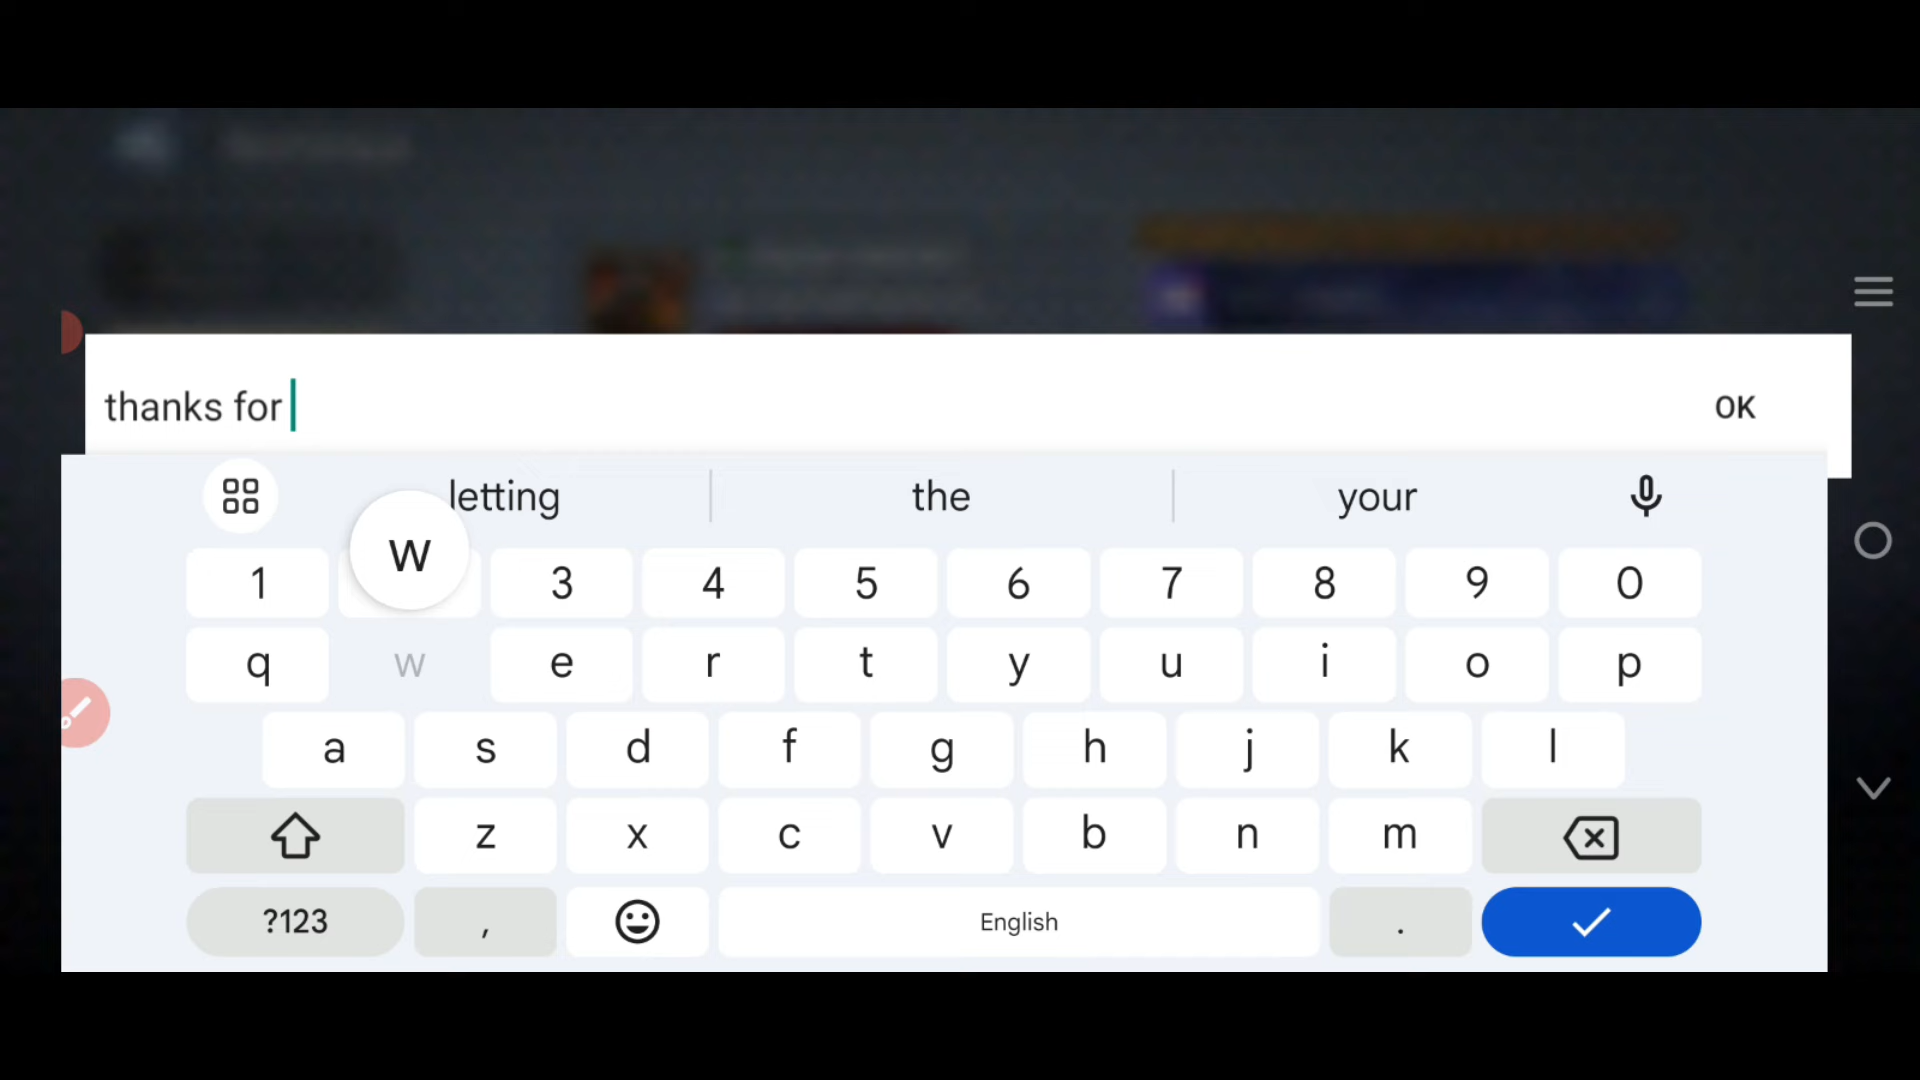 thanks for
OK
letting the your
w
1 3 4 5 6 7 8 9 0
q w e r t y u i o p
a s d f g h j k l
z x c v b n m
?123 , English .